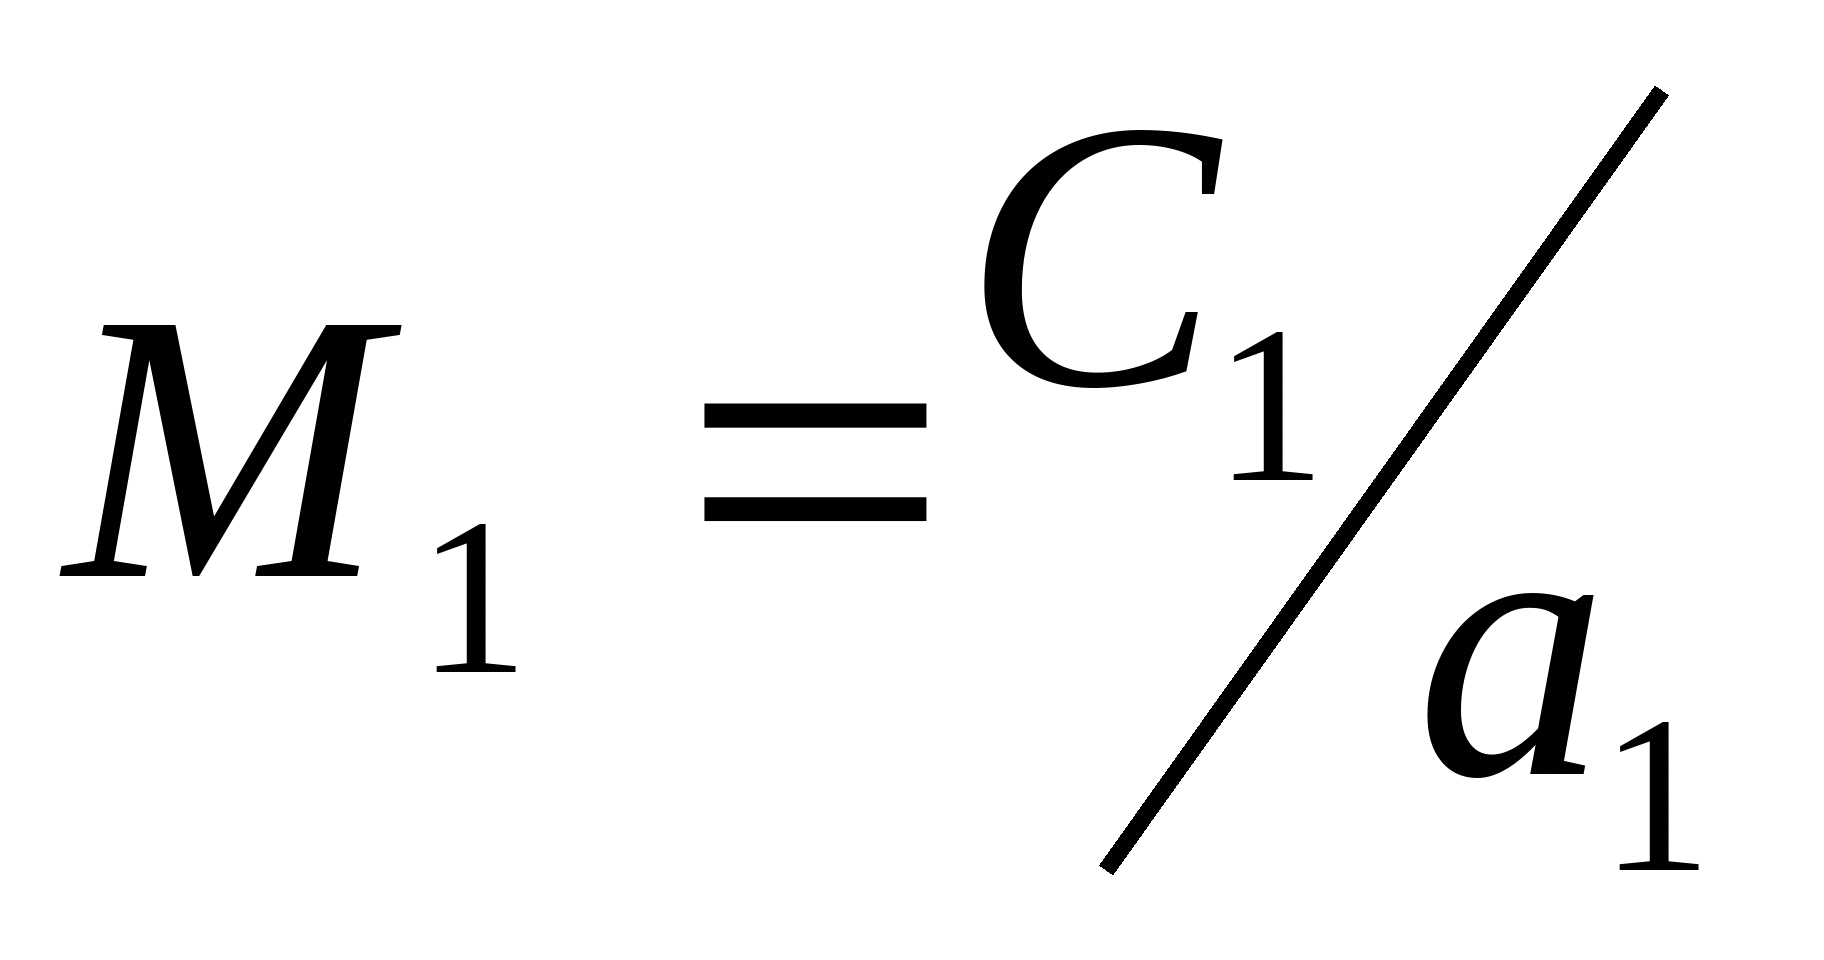 M₁ = C₁/a₁